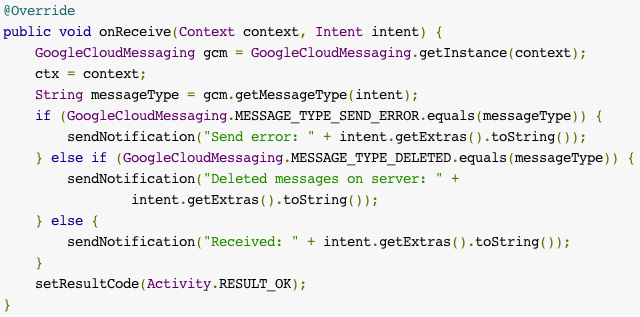 @Override
public void onReceive(Context context, Intent intent) {
    GoogleCloudMessaging gcm = GoogleCloudMessaging.getInstance(context);
    ctx = context;
    String messageType = gcm.getMessageType(intent);
    if (GoogleCloudMessaging.MESSAGE_TYPE_SEND_ERROR.equals(messageType)) {
        sendNotification("Send error: " + intent.getExtras().toString());
    } else if (GoogleCloudMessaging.MESSAGE_TYPE_DELETED.equals(messageType)) {
        sendNotification("Deleted messages on server: " +
                intent.getExtras().toString());
    } else {
        sendNotification("Received: " + intent.getExtras().toString());
    }
    setResultCode(Activity.RESULT_OK);
}